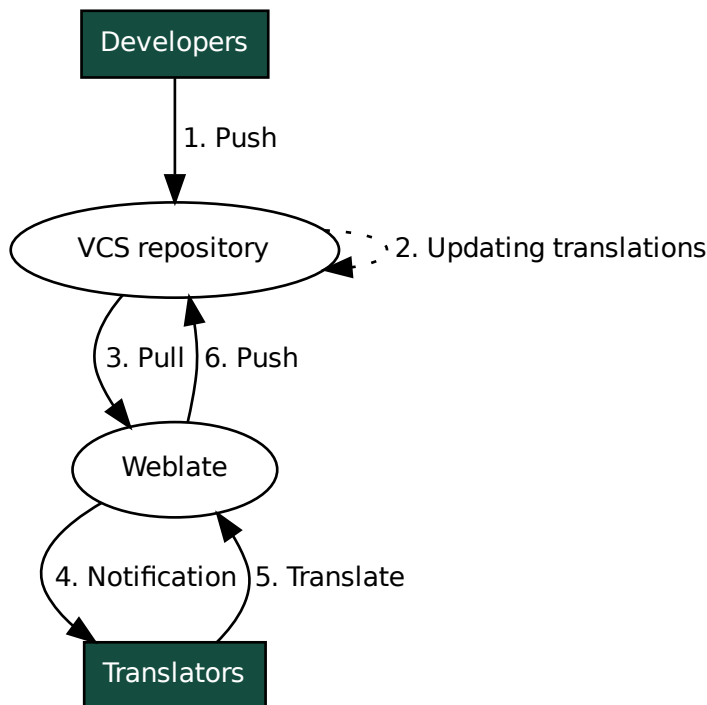 Developers
1. Push
VCS repository
2. Updating translations
3. Pull
6. Push
Weblate
4. Notification
5. Translate
Translators